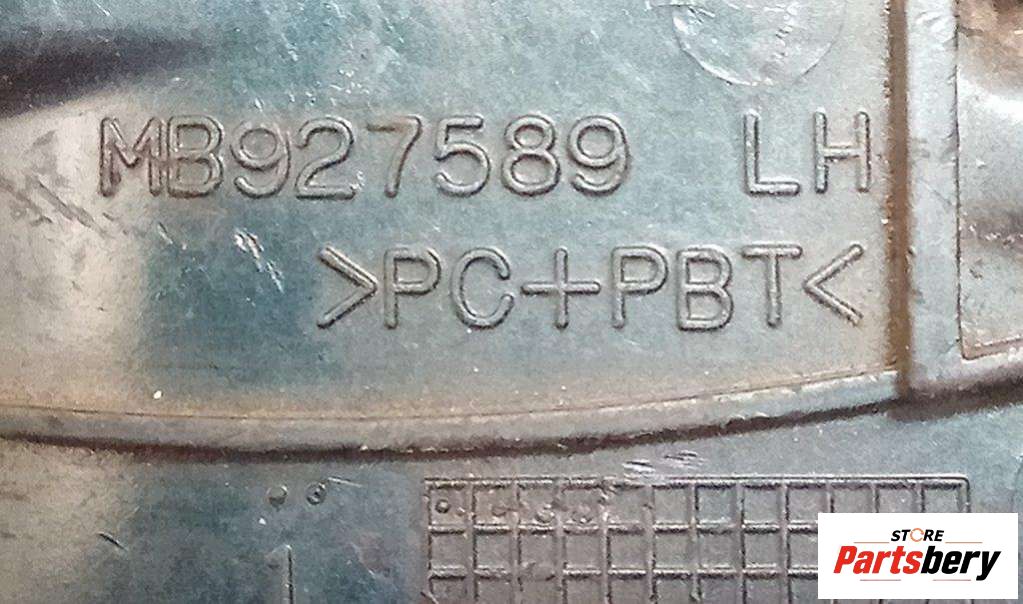 MB927589 LH
>PC+PBT<
STORE
Partsbery